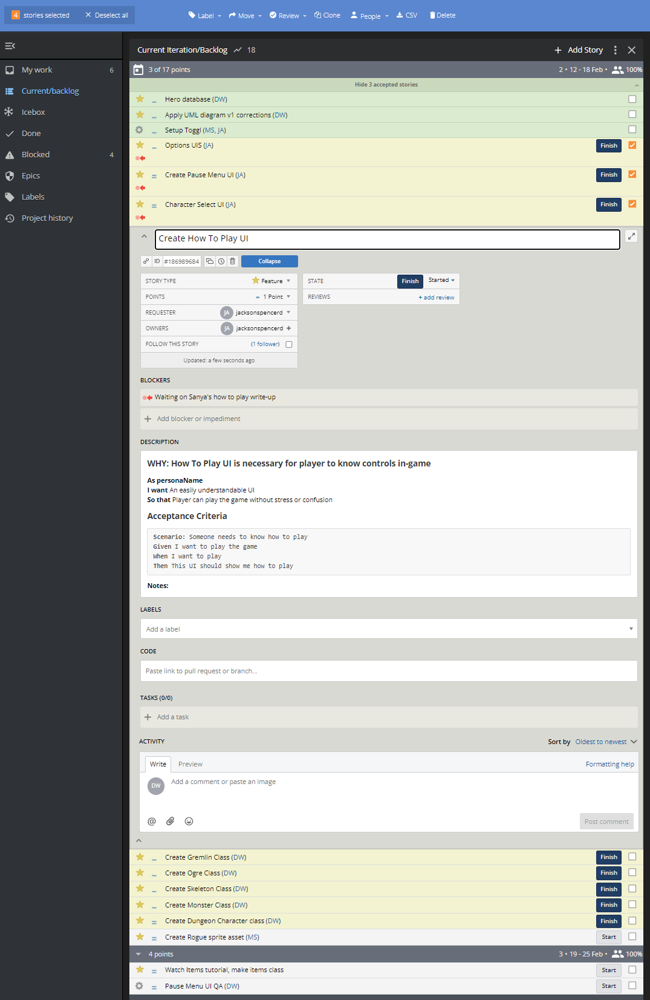 4 stories selected Deselect all Label Move Review Clone People CSV Delete
My work 6
Current/backlog
Icebox
Done
Blocked 4
Epics
Labels
Project history
Current Iteration/Backlog 18 + Add Story
3 of 17 points 2 • 12 - 18 Feb • 100%
Hide 3 accepted stories
Hero database (DW)
Apply UML diagram v1 corrections (DW)
Setup Toggl (MS, JA)
Options UIS (JA) Finish
Create Pause Menu UI (JA) Finish
Character Select UI (JA) Finish
Create How To Play UI
ID #186989684 Collapse
STORY TYPE Feature
POINTS 1 Point
REQUESTER JA jacksonspencerd
OWNERS JA jacksonspencerd +
FOLLOW THIS STORY (1 follower)
Updated: a few seconds ago
STATE Finish Started
REVIEWS + add review
BLOCKERS
Waiting on Sanya's how to play write-up
+ Add blocker or impediment
DESCRIPTION
WHY: How To Play UI is necessary for player to know controls in-game
As personaName
I want An easily understandable UI
So that Player can play the game without stress or confusion
Acceptance Criteria
Scenario: Someone needs to know how to play
Given I want to play the game
When I want to play
Then This UI should show me how to play
Notes:
LABELS
Add a label
CODE
Paste link to pull request or branch...
TASKS (0/0)
+ Add a task
ACTIVITY Sort by Oldest to newest
Write Preview Formatting help
DW Add a comment or paste an image
@ Post comment
Create Gremlin Class (DW) Finish
Create Ogre Class (DW) Finish
Create Skeleton Class (DW) Finish
Create Monster Class (DW) Finish
Create Dungeon Character class (DW) Finish
Create Rogue sprite asset (MS) Start
4 points 3 • 19 - 25 Feb • 100%
Watch Items tutorial, make items class Start
Pause Menu UI QA (DW) Start